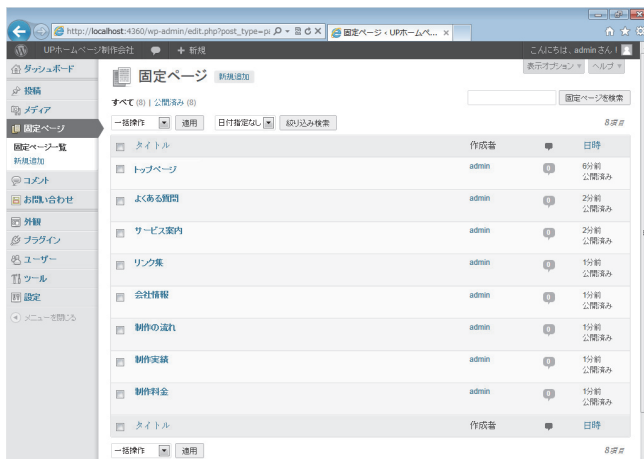 http://localhost:4360/wp-admin/edit.php?post_type=pa
固定ページ ‹ UPホームペ... ×
UPホームページ制作会社 + 新規 こんにちは、adminさん!
ダッシュボード
投稿
メディア
固定ページ
固定ページ一覧
新規追加
コメント
お問い合わせ
外観
プラグイン
ユーザー
ツール
設定
メニューを閉じる
表示オプション ヘルプ
固定ページ 新規追加
すべて (8) | 公開済み (8)
固定ページを検索
一括操作 適用 日付指定なし 絞り込み検索 8項目
タイトル 作成者 日時
トップページ admin 0 6分前
公開済み
よくある質問 admin 0 2分前
公開済み
サービス案内 admin 0 2分前
公開済み
リンク集 admin 0 1分前
公開済み
会社情報 admin 0 1分前
公開済み
制作の流れ admin 0 1分前
公開済み
制作実績 admin 0 1分前
公開済み
制作料金 admin 0 1分前
公開済み
タイトル 作成者 日時
一括操作 適用 8項目